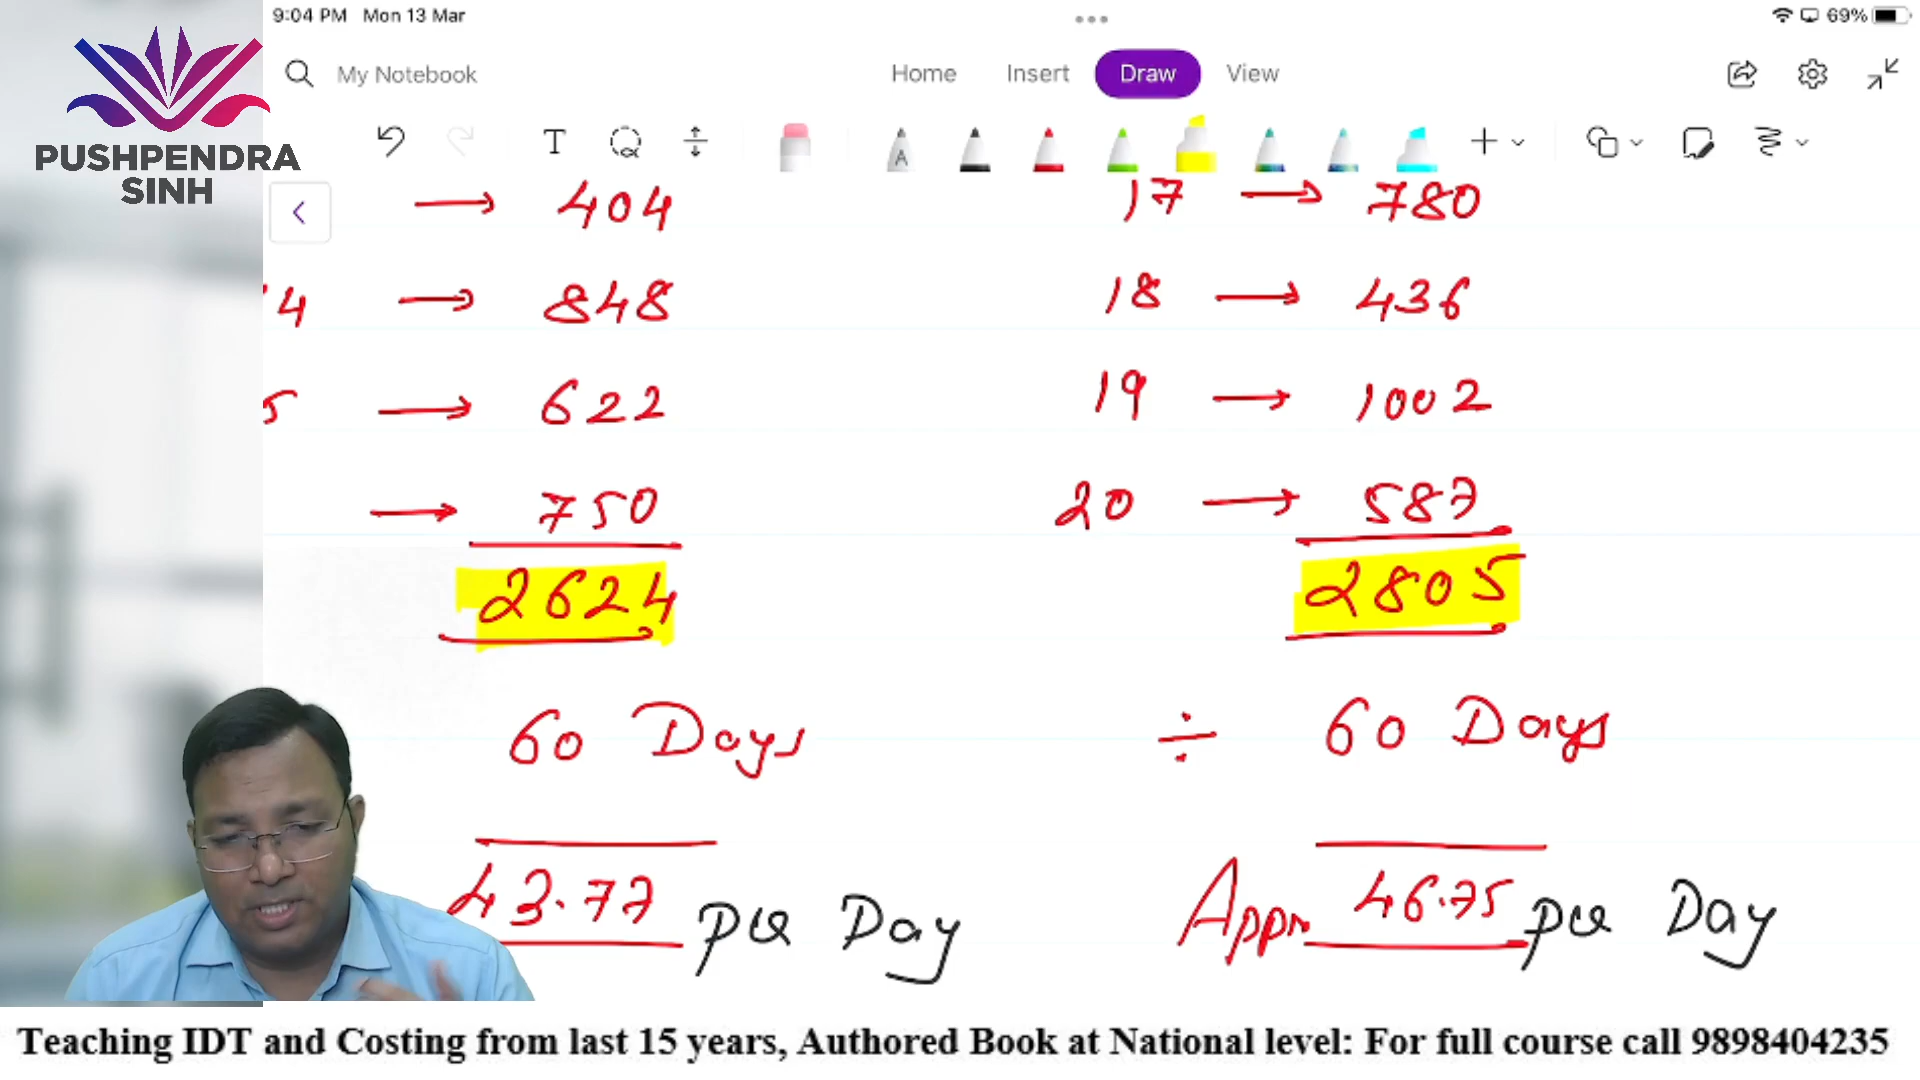 9:04 PM Mon 13 Mar
69%
PUSHPENDRA
SINH
My Notebook
Home Insert Draw View
T
A
→ 404
17 → 780
4 → 848
18 → 436
5 → 622
19 → 1002
→ 750
20 → 587
2624
2805
60 Days
÷ 60 Days
43.77 per Day
Appr. 46.75 per Day
Teaching IDT and Costing from last 15 years, Authored Book at National level: For full course call 9898404235